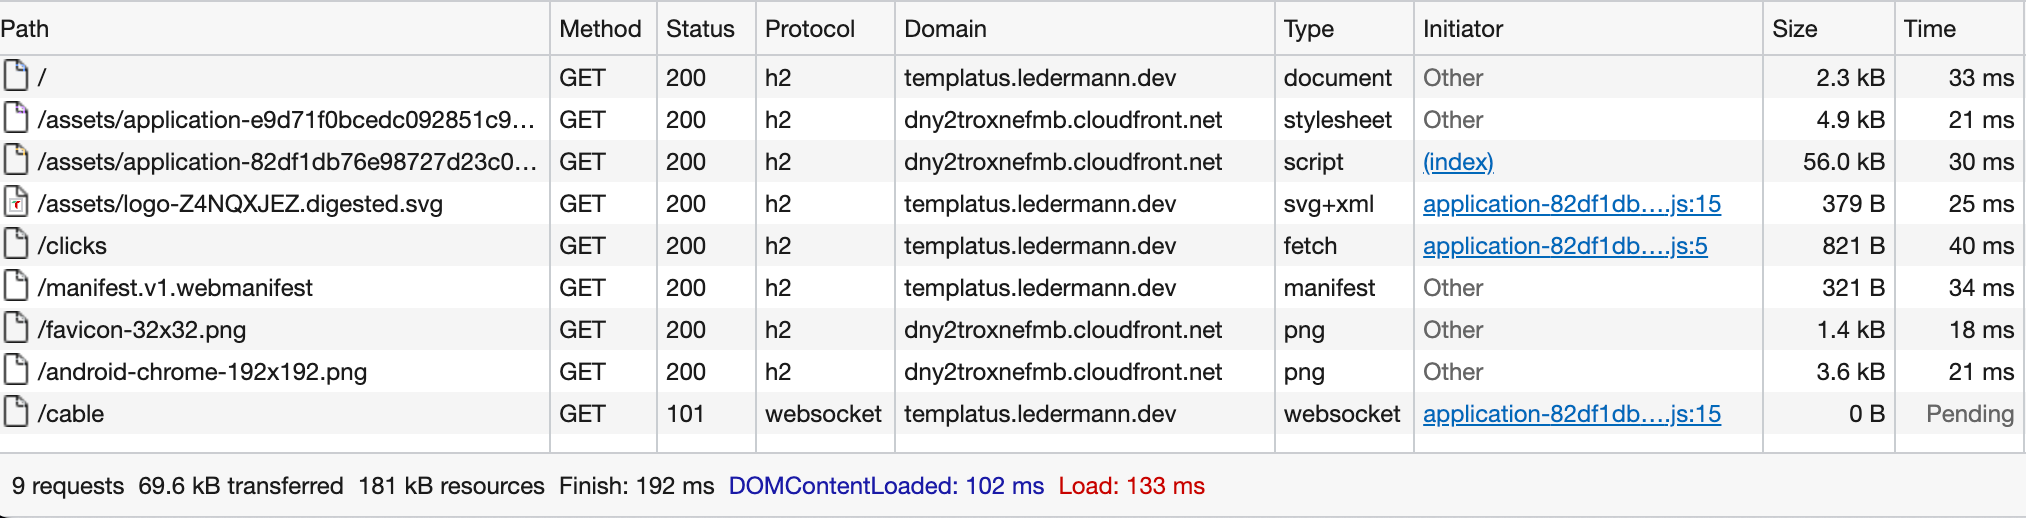 Path Method Status Protocol Domain Type Initiator Size Time
/ GET 200 h2 templatus.ledermann.dev document Other 2.3 kB 33 ms
/assets/application-e9d71f0bcedc092851c9… GET 200 h2 dny2troxnefmb.cloudfront.net stylesheet Other 4.9 kB 21 ms
/assets/application-82df1db76e98727d23c0… GET 200 h2 dny2troxnefmb.cloudfront.net script (index) 56.0 kB 30 ms
/assets/logo-Z4NQXJEZ.digested.svg GET 200 h2 templatus.ledermann.dev svg+xml application-82df1db….js:15 379 B 25 ms
/clicks GET 200 h2 templatus.ledermann.dev fetch application-82df1db….js:5 821 B 40 ms
/manifest.v1.webmanifest GET 200 h2 templatus.ledermann.dev manifest Other 321 B 34 ms
/favicon-32x32.png GET 200 h2 dny2troxnefmb.cloudfront.net png Other 1.4 kB 18 ms
/android-chrome-192x192.png GET 200 h2 dny2troxnefmb.cloudfront.net png Other 3.6 kB 21 ms
/cable GET 101 websocket templatus.ledermann.dev websocket application-82df1db….js:15 0 B Pending
9 requests 69.6 kB transferred 181 kB resources Finish: 192 ms DOMContentLoaded: 102 ms Load: 133 ms